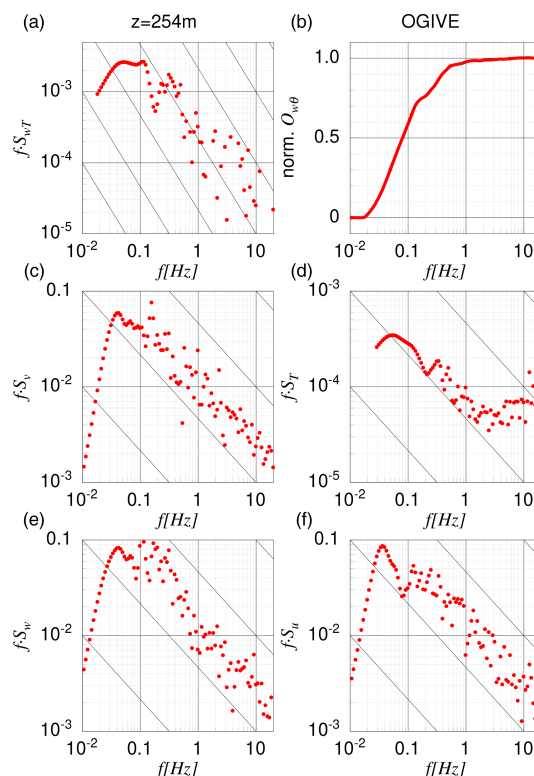 (a) z=254m
(b) OGIVE
f·S_wT
10^-3
10^-4
10^-5
10^-2 0.1 1 10
f[Hz]
norm. O_wθ
1.0
0.5
0
10^-2 0.1 1 10
f[Hz]
(c)
f·S_v
0.1
10^-2
10^-3
10^-2 0.1 1 10
f[Hz]
(d)
f·S_T
10^-3
10^-4
10^-5
10^-2 0.1 1 10
f[Hz]
(e)
f·S_w
0.1
10^-2
10^-3
10^-2 0.1 1 10
f[Hz]
(f)
f·S_u
0.1
10^-2
10^-3
10^-2 0.1 1 10
f[Hz]